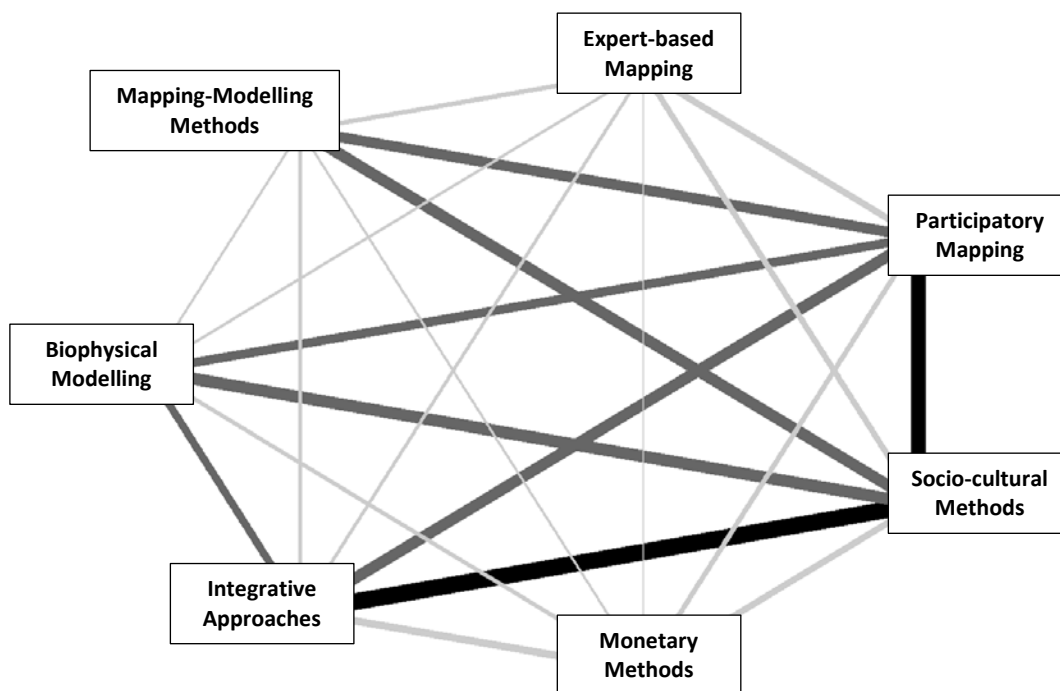 Expert-based
Mapping
Mapping-Modelling
Methods
Participatory
Mapping
Biophysical
Modelling
Socio-cultural
Methods
Integrative
Approaches
Monetary
Methods